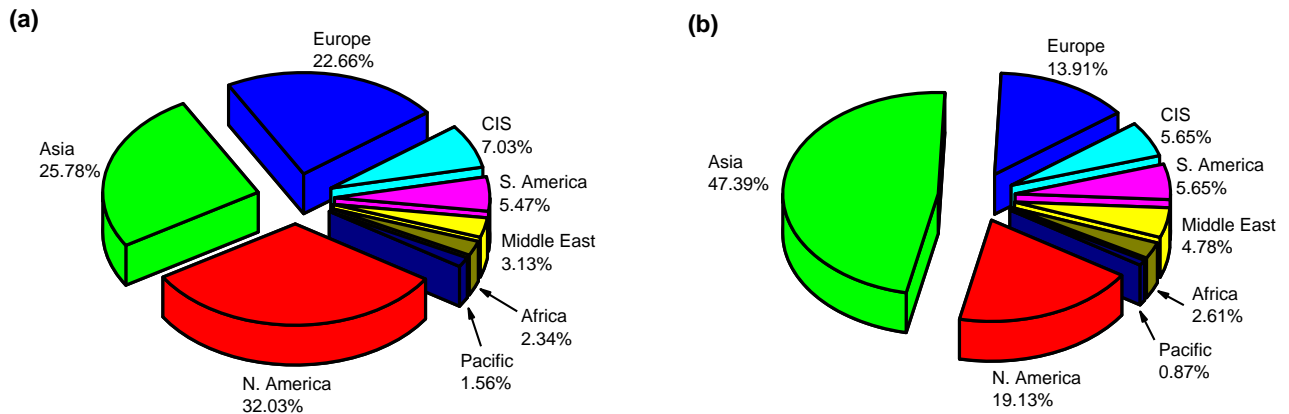 (a)
Europe
22.66%
CIS
7.03%
S. America
5.47%
Middle East
3.13%
Africa
2.34%
Pacific
1.56%
N. America
32.03%
Asia
25.78%
(b)
Europe
13.91%
CIS
5.65%
S. America
5.65%
Middle East
4.78%
Africa
2.61%
Pacific
0.87%
N. America
19.13%
Asia
47.39%